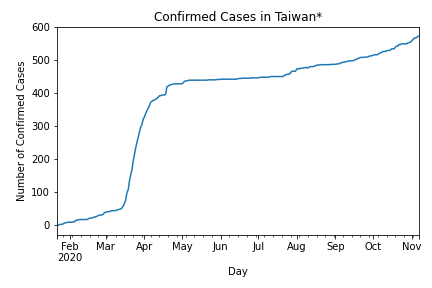 Confirmed Cases in Taiwan*
Number of Confirmed Cases
600
500
400
300
200
100
0
Feb Mar Apr May Jun Jul Aug Sep Oct Nov
2020
Day